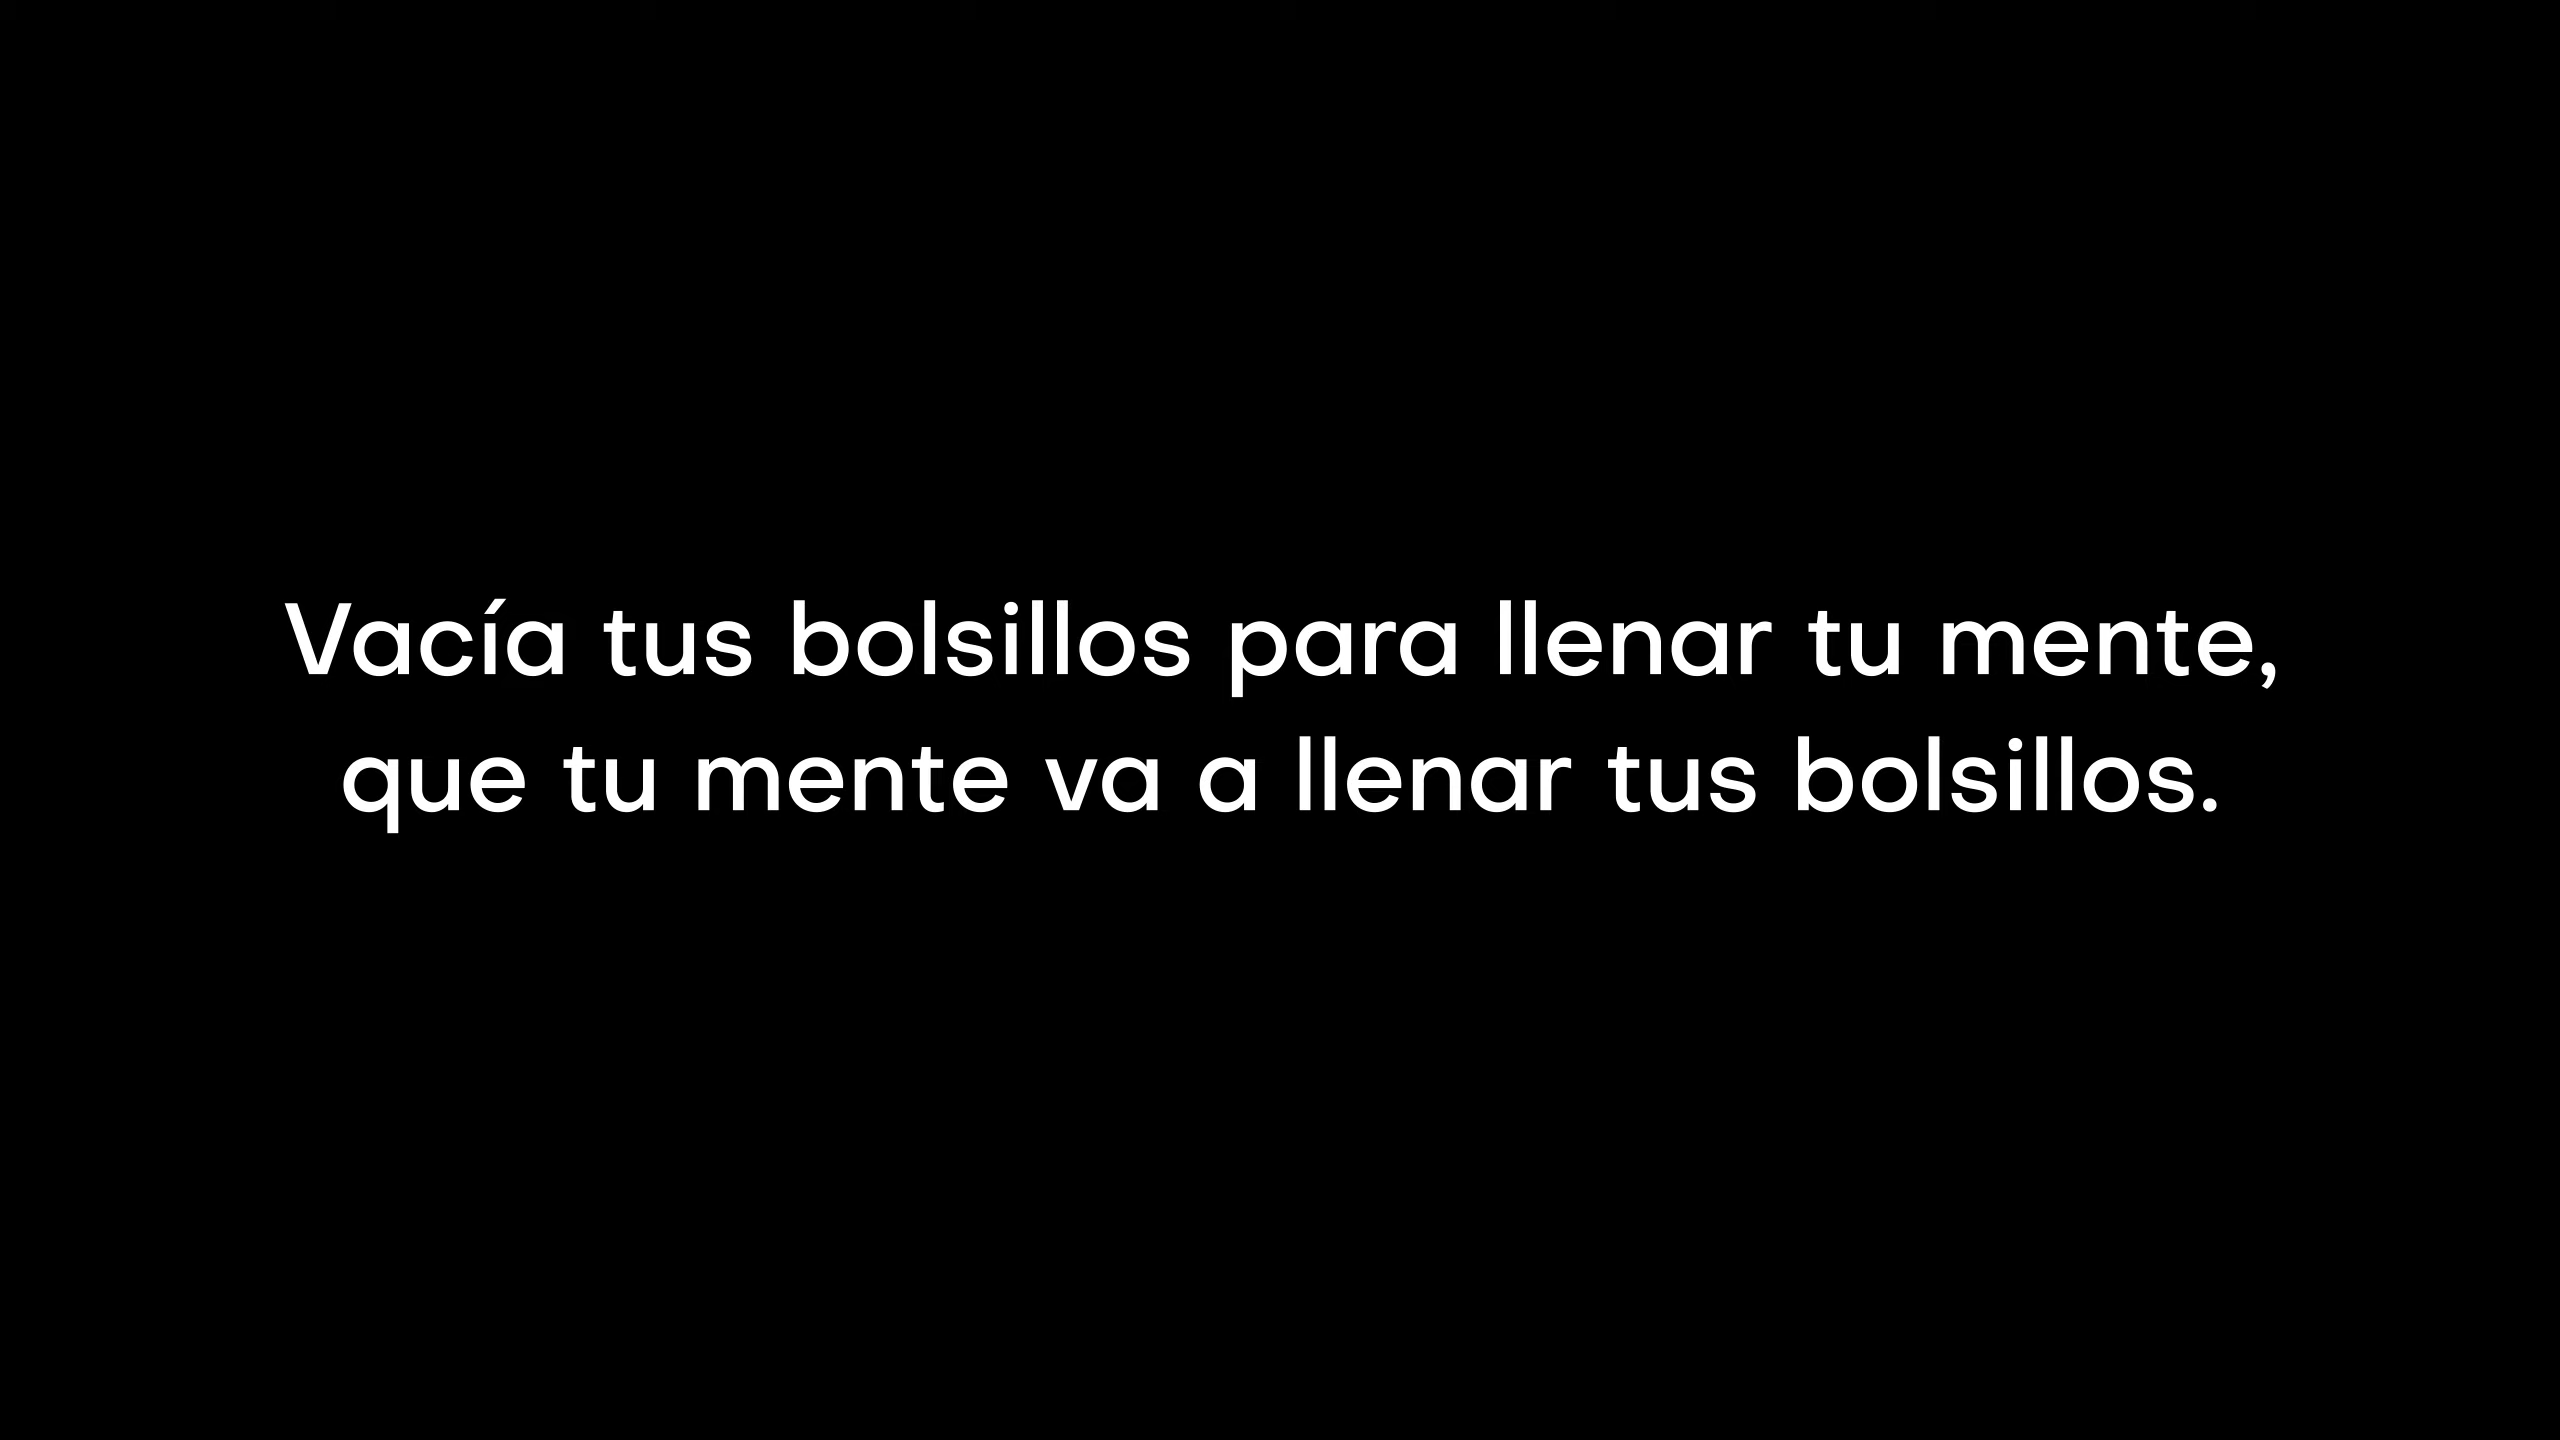 Vacía tus bolsillos para llenar tu mente,
que tu mente va a llenar tus bolsillos.